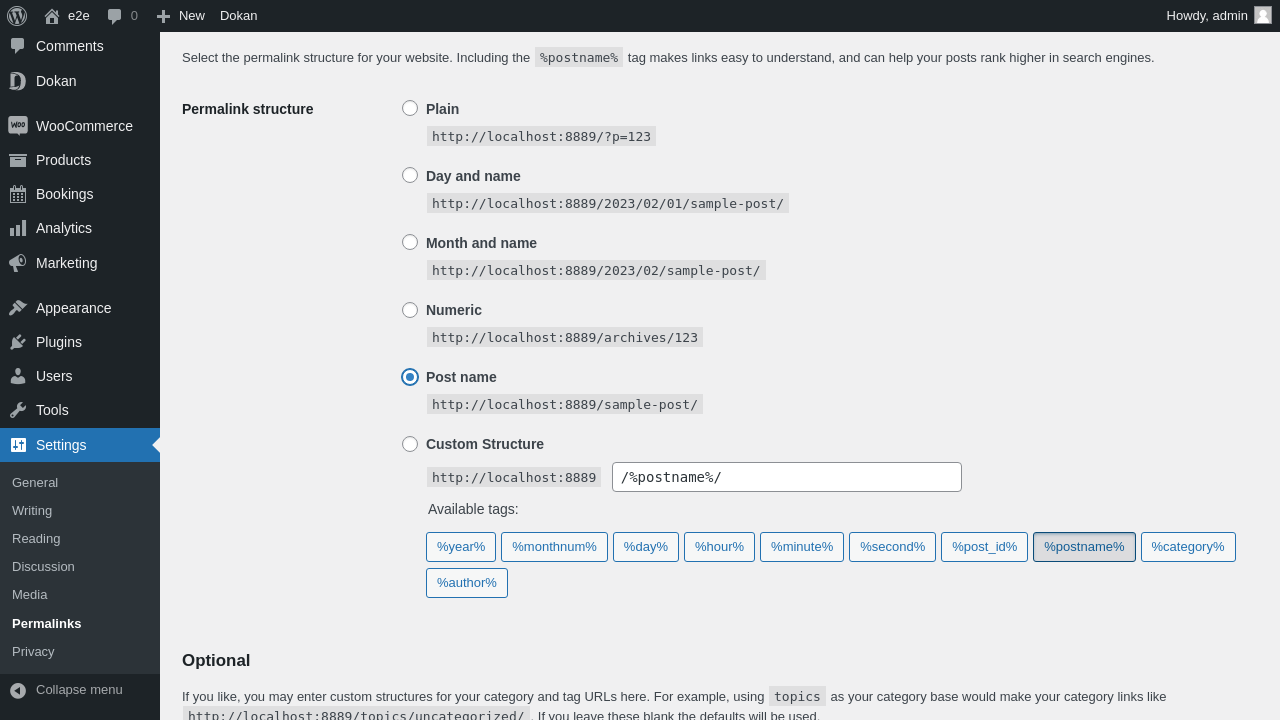 e2e 0 New Dokan Howdy, admin
Comments
Dokan
WooCommerce
Products
Bookings
Analytics
Marketing
Appearance
Plugins
Users
Tools
Settings
General
Writing
Reading
Discussion
Media
Permalinks
Privacy
Collapse menu
Select the permalink structure for your website. Including the %postname% tag makes links easy to understand, and can help your posts rank higher in search engines.
Permalink structure
Plain
http://localhost:8889/?p=123
Day and name
http://localhost:8889/2023/02/01/sample-post/
Month and name
http://localhost:8889/2023/02/sample-post/
Numeric
http://localhost:8889/archives/123
Post name
http://localhost:8889/sample-post/
Custom Structure
http://localhost:8889 /%postname%/
Available tags:
%year% %monthnum% %day% %hour% %minute% %second% %post_id% %postname% %category%
%author%
Optional
If you like, you may enter custom structures for your category and tag URLs here. For example, using topics as your category base would make your category links like
http://localhost:8889/topics/uncategorized/. If you leave these blank the defaults will be used.